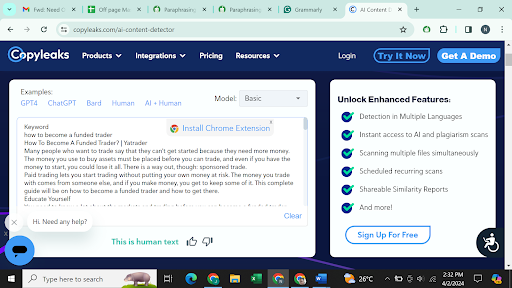 Fwd: Need C
Off page Ma
Paraphrasing
Paraphrasing
Grammarly
AI Content D
copyleaks.com/ai-content-detector
N
Copyleaks
Products
Integrations
Pricing
Resources
Login
Try It Now
Get A Demo
Examples:
GPT4 ChatGPT Bard Human AI + Human
Model: Basic
Install Chrome Extension
x
Keyword
how to become a funded trader
How To Become A Funded Trader? | Yatrader
Many people who want to trade say that they can't get started because they need more money.
The money you use to buy assets must be placed before you can trade, and even if you have the
money to start, you could lose it all. There is a way out, though: sponsored trade.
Paid trading lets you start trading without putting your own money at risk. The money you trade
with comes from someone else, and if you make money, you get to keep some of it. This complete
guide will be on how to become a funded trader and how to get there.
Educate Yourself
Clear
Hi. Need any help?
This is human text
Unlock Enhanced Features:
Detection in Multiple Languages
Instant access to AI and plagiarism scans
Scanning multiple files simultaneously
Scheduled recurring scans
Shareable Similarity Reports
And more!
Sign Up For Free
Type here to search
26°C
2:32 PM
4/2/2024